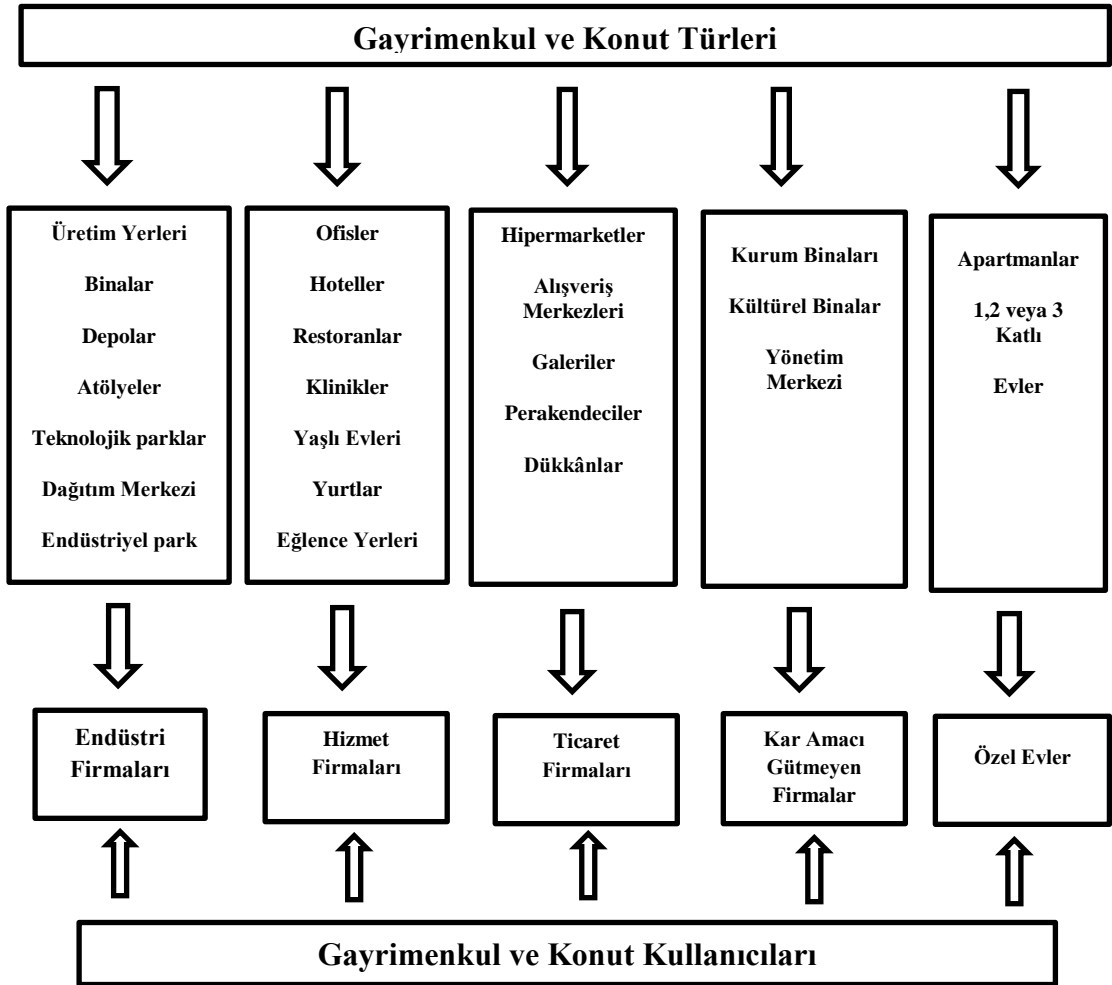 Gayrimenkul ve Konut Türleri
Üretim Yerleri
Binalar
Depolar
Atölyeler
Teknolojik parklar
Dağıtım Merkezi
Endüstriyel park
Ofisler
Hoteller
Restoranlar
Klinikler
Yaşlı Evleri
Yurtlar
Eğlence Yerleri
Hipermarketler
Alışveriş
Merkezleri
Galeriler
Perakendeciler
Dükkânlar
Kurum Binaları
Kültürel Binalar
Yönetim
Merkezi
Apartmanlar
1,2 veya 3
Katlı
Evler
Endüstri
Firmaları
Hizmet
Firmaları
Ticaret
Firmaları
Kar Amacı
Gütmeyen
Firmalar
Özel Evler
Gayrimenkul ve Konut Kullanıcıları